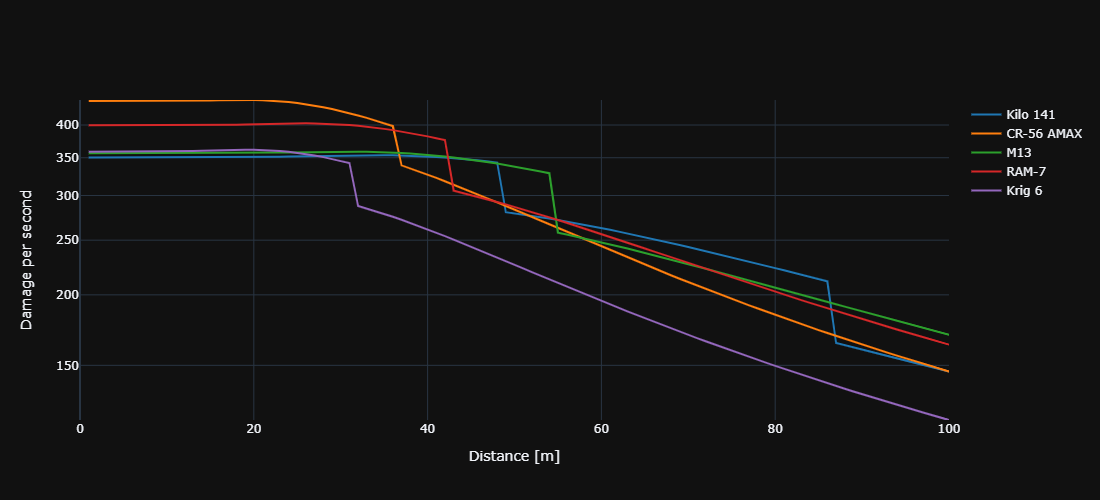 Damage per second
400
350
300
250
200
150
0 20 40 60 80 100
Distance [m]
Kilo 141
CR-56 AMAX
M13
RAM-7
Krig 6